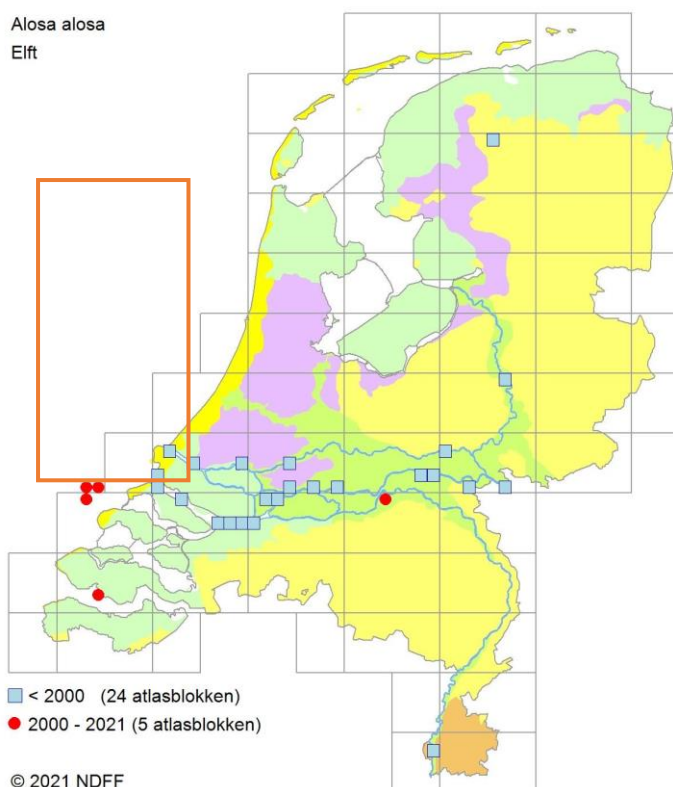 Alosa alosa
Elft
< 2000 (24 atlasblokken)
2000 - 2021 (5 atlasblokken)
© 2021 NDFF